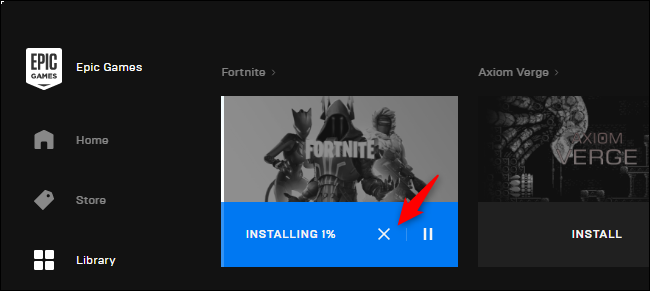 EPIC
GAMES
Epic Games
Home
Store
Library
Fortnite
FORTNITE
INSTALLING 1%
Axiom Verge
AXIOM
VERGE
INSTALL